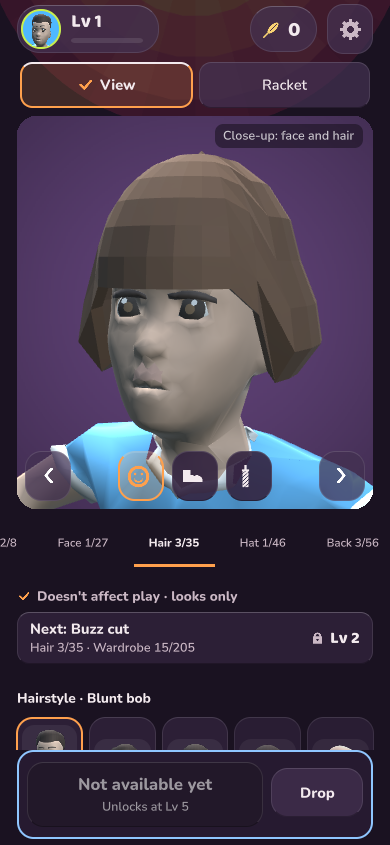 Lv 1
0
View
Racket
Close-up: face and hair
2/8
Face 1/27
Hair 3/35
Hat 1/46
Back 3/56
Doesn't affect play · looks only
Next: Buzz cut
Hair 3/35 · Wardrobe 15/205
Lv 2
Hairstyle · Blunt bob
Not available yet
Unlocks at Lv 5
Drop